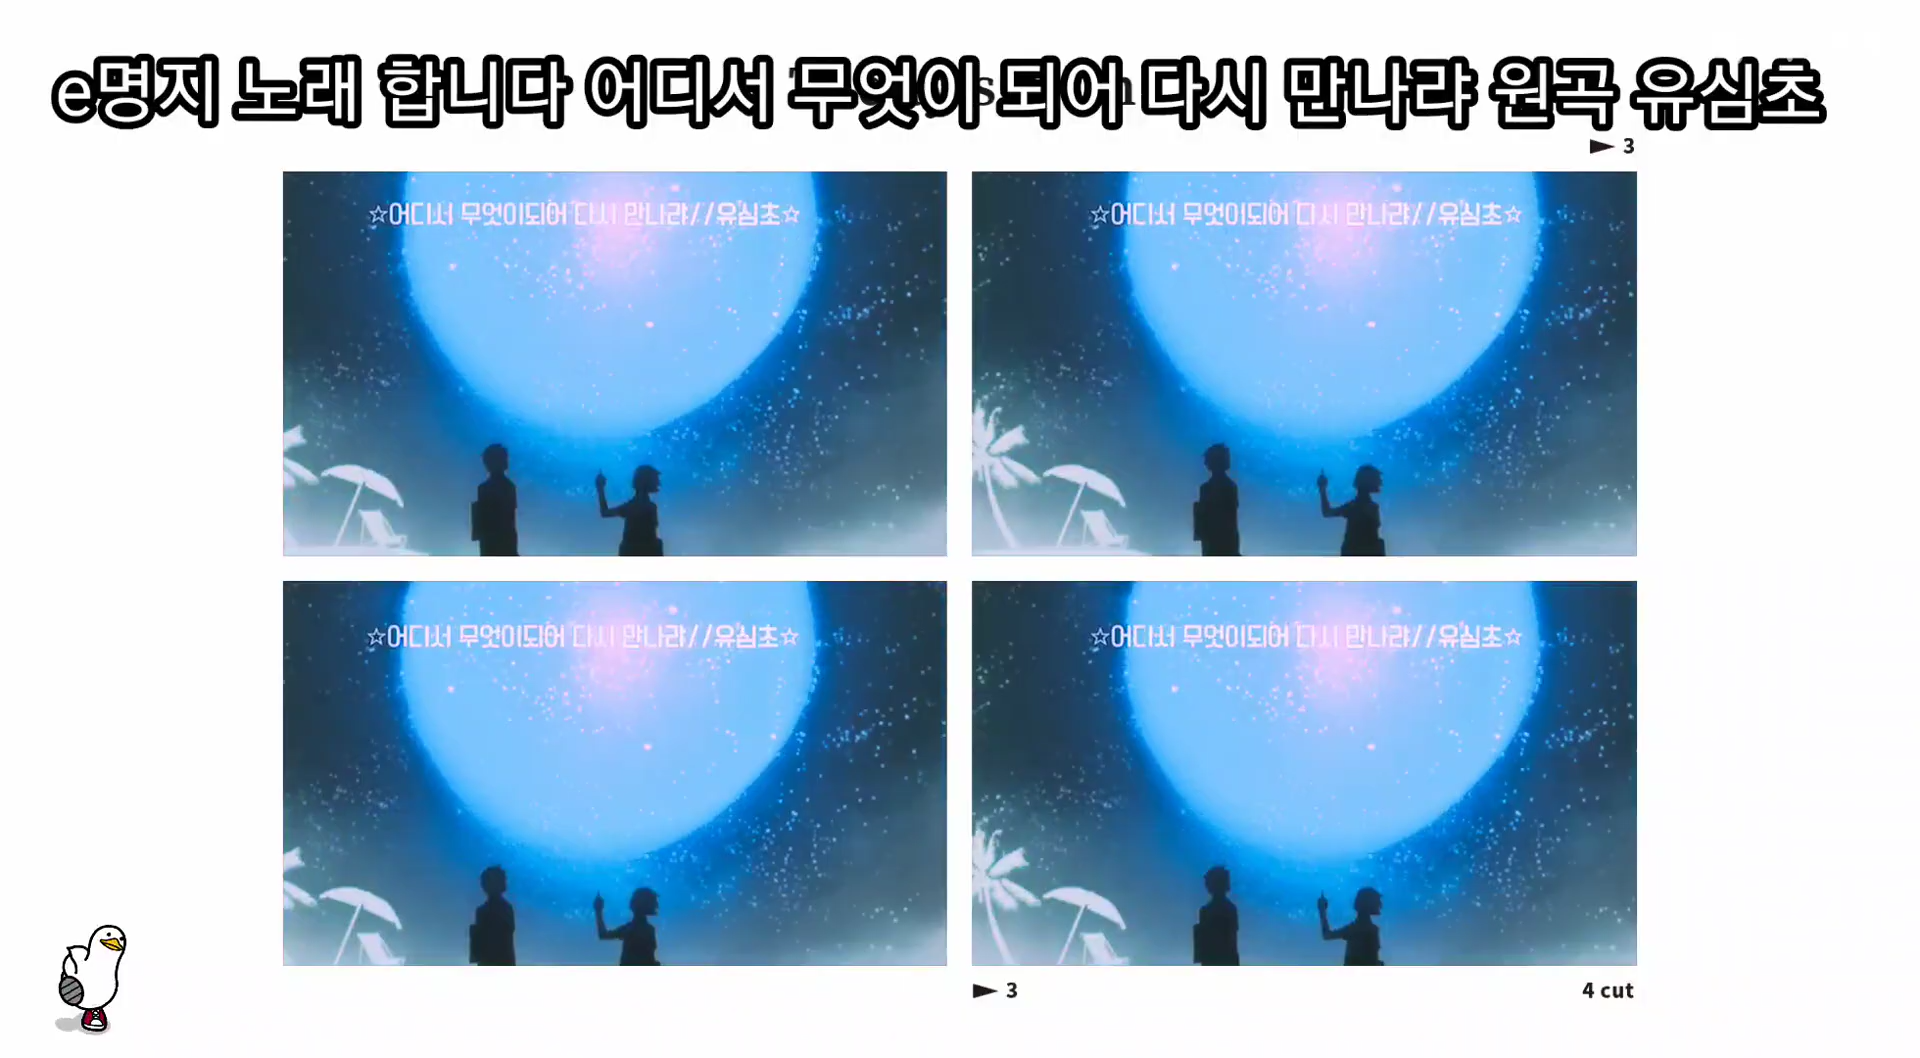 e명지 노래 합니다 어디서 무엇이 되어 다시 만나랴 원곡 유심초
► 3
☆어디서 무엇이되어 다시 만나랴//유심초☆
☆어디서 무엇이되어 다시 만나랴//유심초☆
☆어디서 무엇이되어 다시 만나랴//유심초☆
☆어디서 무엇이되어 다시 만나랴//유심초☆
► 3
4 cut